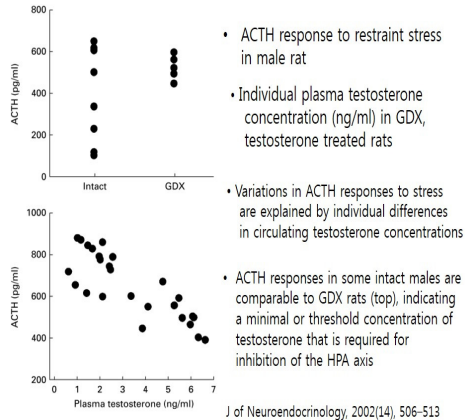 800
600
400
200
0
ACTH (pg/ml)
Intact
GDX
1000
800
600
400
200
ACTH (pg/ml)
0
1
2
3
4
5
6
7
Plasma testosterone (ng/ml)
• ACTH response to restraint stress
in male rat
• Individual plasma testosterone
concentration (ng/ml) in GDX,
testosterone treated rats
• Variations in ACTH responses to stress
are explained by individual differences
in circulating testosterone concentrations
• ACTH responses in some intact males are
comparable to GDX rats (top), indicating
a minimal or threshold concentration of
testosterone that is required for
inhibition of the HPA axis
J of Neuroendocrinology, 2002(14), 506–513